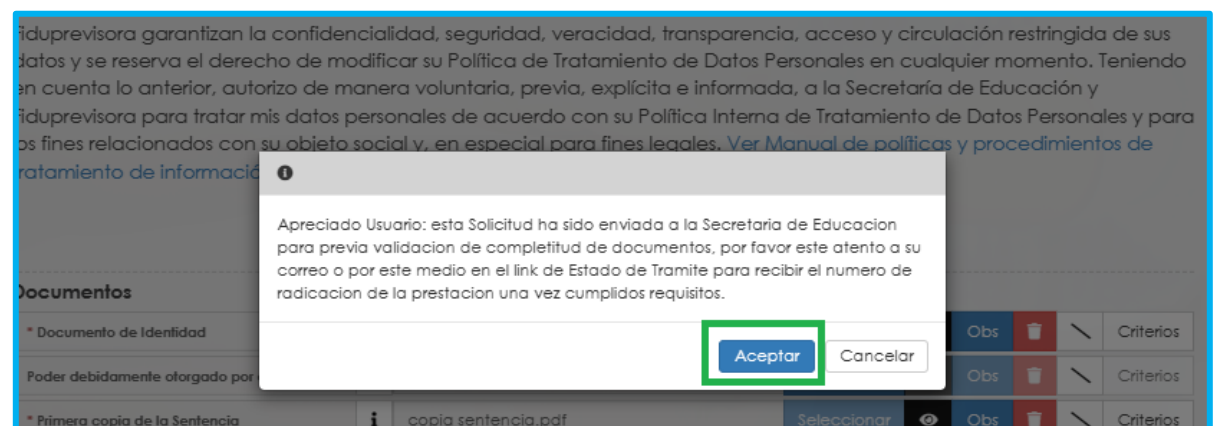 iduprevisora garantizan la confidencialidad, seguridad, veracidad, transparencia, acceso y circulación restringida de sus
datos y se reserva el derecho de modificar su Política de Tratamiento de Datos Personales en cualquier momento. Teniendo
en cuenta lo anterior, autorizo de manera voluntaria, previa, explícita e informada, a la Secretaría de Educación y
iduprevisora para tratar mis datos personales de acuerdo con su Política Interna de Tratamiento de Datos Personales y para
os fines relacionados con su objeto social y, en especial para fines legales. Ver Manual de políticas y procedimientos de
ratamiento de informació
Apreciado Usuario: esta Solicitud ha sido enviada a la Secretaria de Educacion
para previa validacion de completitud de documentos, por favor este atento a su
correo o por este medio en el link de Estado de Tramite para recibir el numero de
radicacion de la prestacion una vez cumplidos requisitos.
Aceptar Cancelar
Documentos
* Documento de Identidad Obs Criterios
Poder debidamente otorgado por Obs Criterios
* Primera copia de la Sentencia i copia sentencia.pdf Seleccionar Obs Criterios